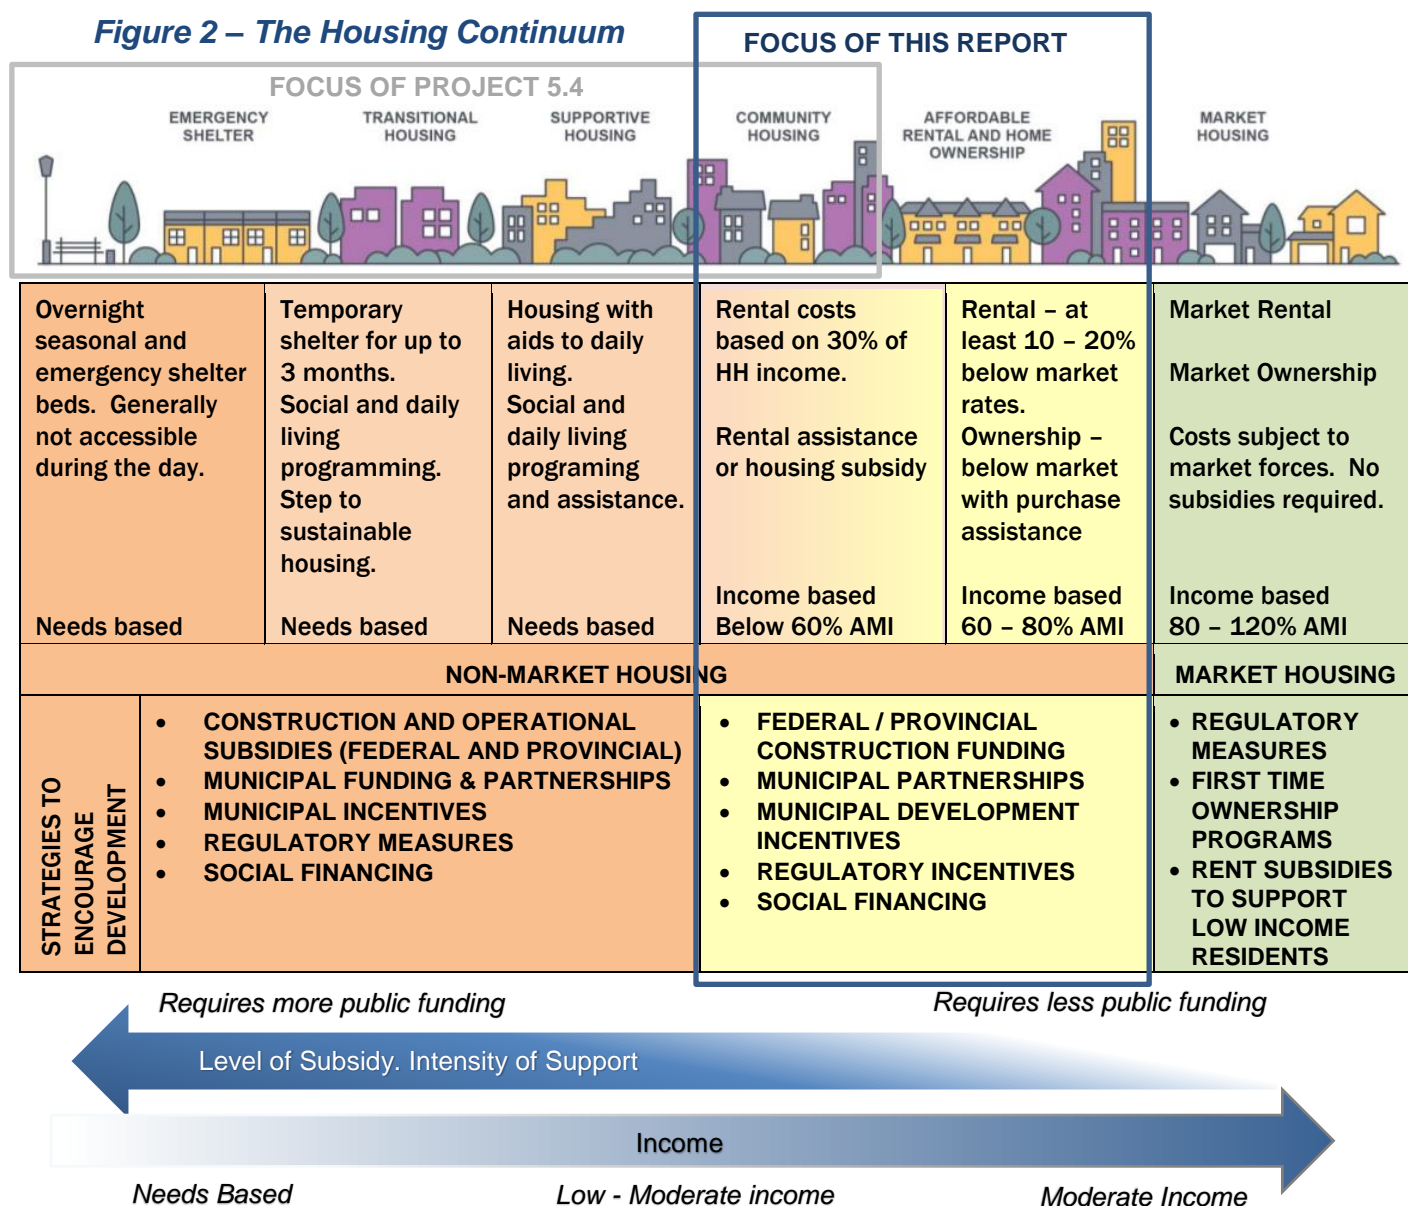 Figure 2 – The Housing Continuum
FOCUS OF THIS REPORT
FOCUS OF PROJECT 5.4
EMERGENCY
SHELTER
TRANSITIONAL
HOUSING
SUPPORTIVE
HOUSING
COMMUNITY
HOUSING
AFFORDABLE
RENTAL AND HOME
OWNERSHIP
MARKET
HOUSING
Overnight
seasonal and
emergency shelter
beds. Generally
not accessible
during the day.
Needs based
Temporary
shelter for up to
3 months.
Social and daily
living
programming.
Step to
sustainable
housing.
Needs based
Housing with
aids to daily
living.
Social and
daily living
programing
and assistance.
Needs based
Rental costs
based on 30% of
HH income.
Rental assistance
or housing subsidy
Income based
Below 60% AMI
Rental – at
least 10 – 20%
below market
rates.
Ownership –
below market
with purchase
assistance
Income based
60 – 80% AMI
Market Rental
Market Ownership
Costs subject to
market forces. No
subsidies required.
Income based
80 – 120% AMI
NON-MARKET HOUSING
MARKET HOUSING
STRATEGIES TO
ENCOURAGE
DEVELOPMENT
• CONSTRUCTION AND OPERATIONAL
SUBSIDIES (FEDERAL AND PROVINCIAL)
• MUNICIPAL FUNDING & PARTNERSHIPS
• MUNICIPAL INCENTIVES
• REGULATORY MEASURES
• SOCIAL FINANCING
• FEDERAL / PROVINCIAL
CONSTRUCTION FUNDING
• MUNICIPAL PARTNERSHIPS
• MUNICIPAL DEVELOPMENT
INCENTIVES
• REGULATORY INCENTIVES
• SOCIAL FINANCING
• REGULATORY
MEASURES
• FIRST TIME
OWNERSHIP
PROGRAMS
• RENT SUBSIDIES
TO SUPPORT
LOW INCOME
RESIDENTS
Requires more public funding
Requires less public funding
Level of Subsidy. Intensity of Support
Income
Needs Based
Low - Moderate income
Moderate Income